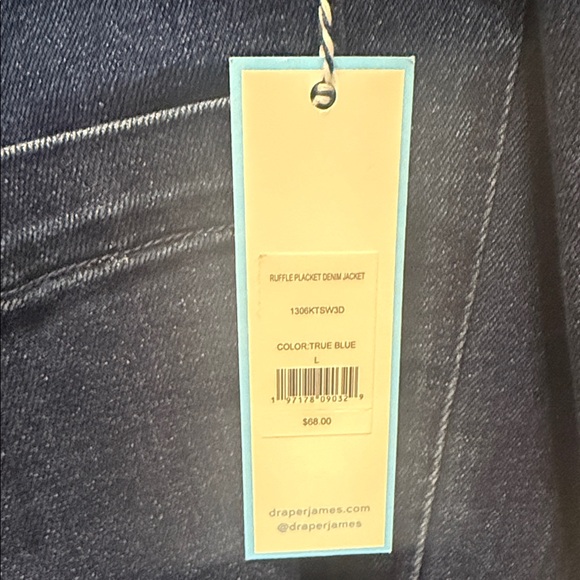 RUFFLE PLACKET DENIM JACKET
1306KTSW3D
COLOR:TRUE BLUE
L
1 97178 09032 9
$68.00
draperjames.com
@draperjames